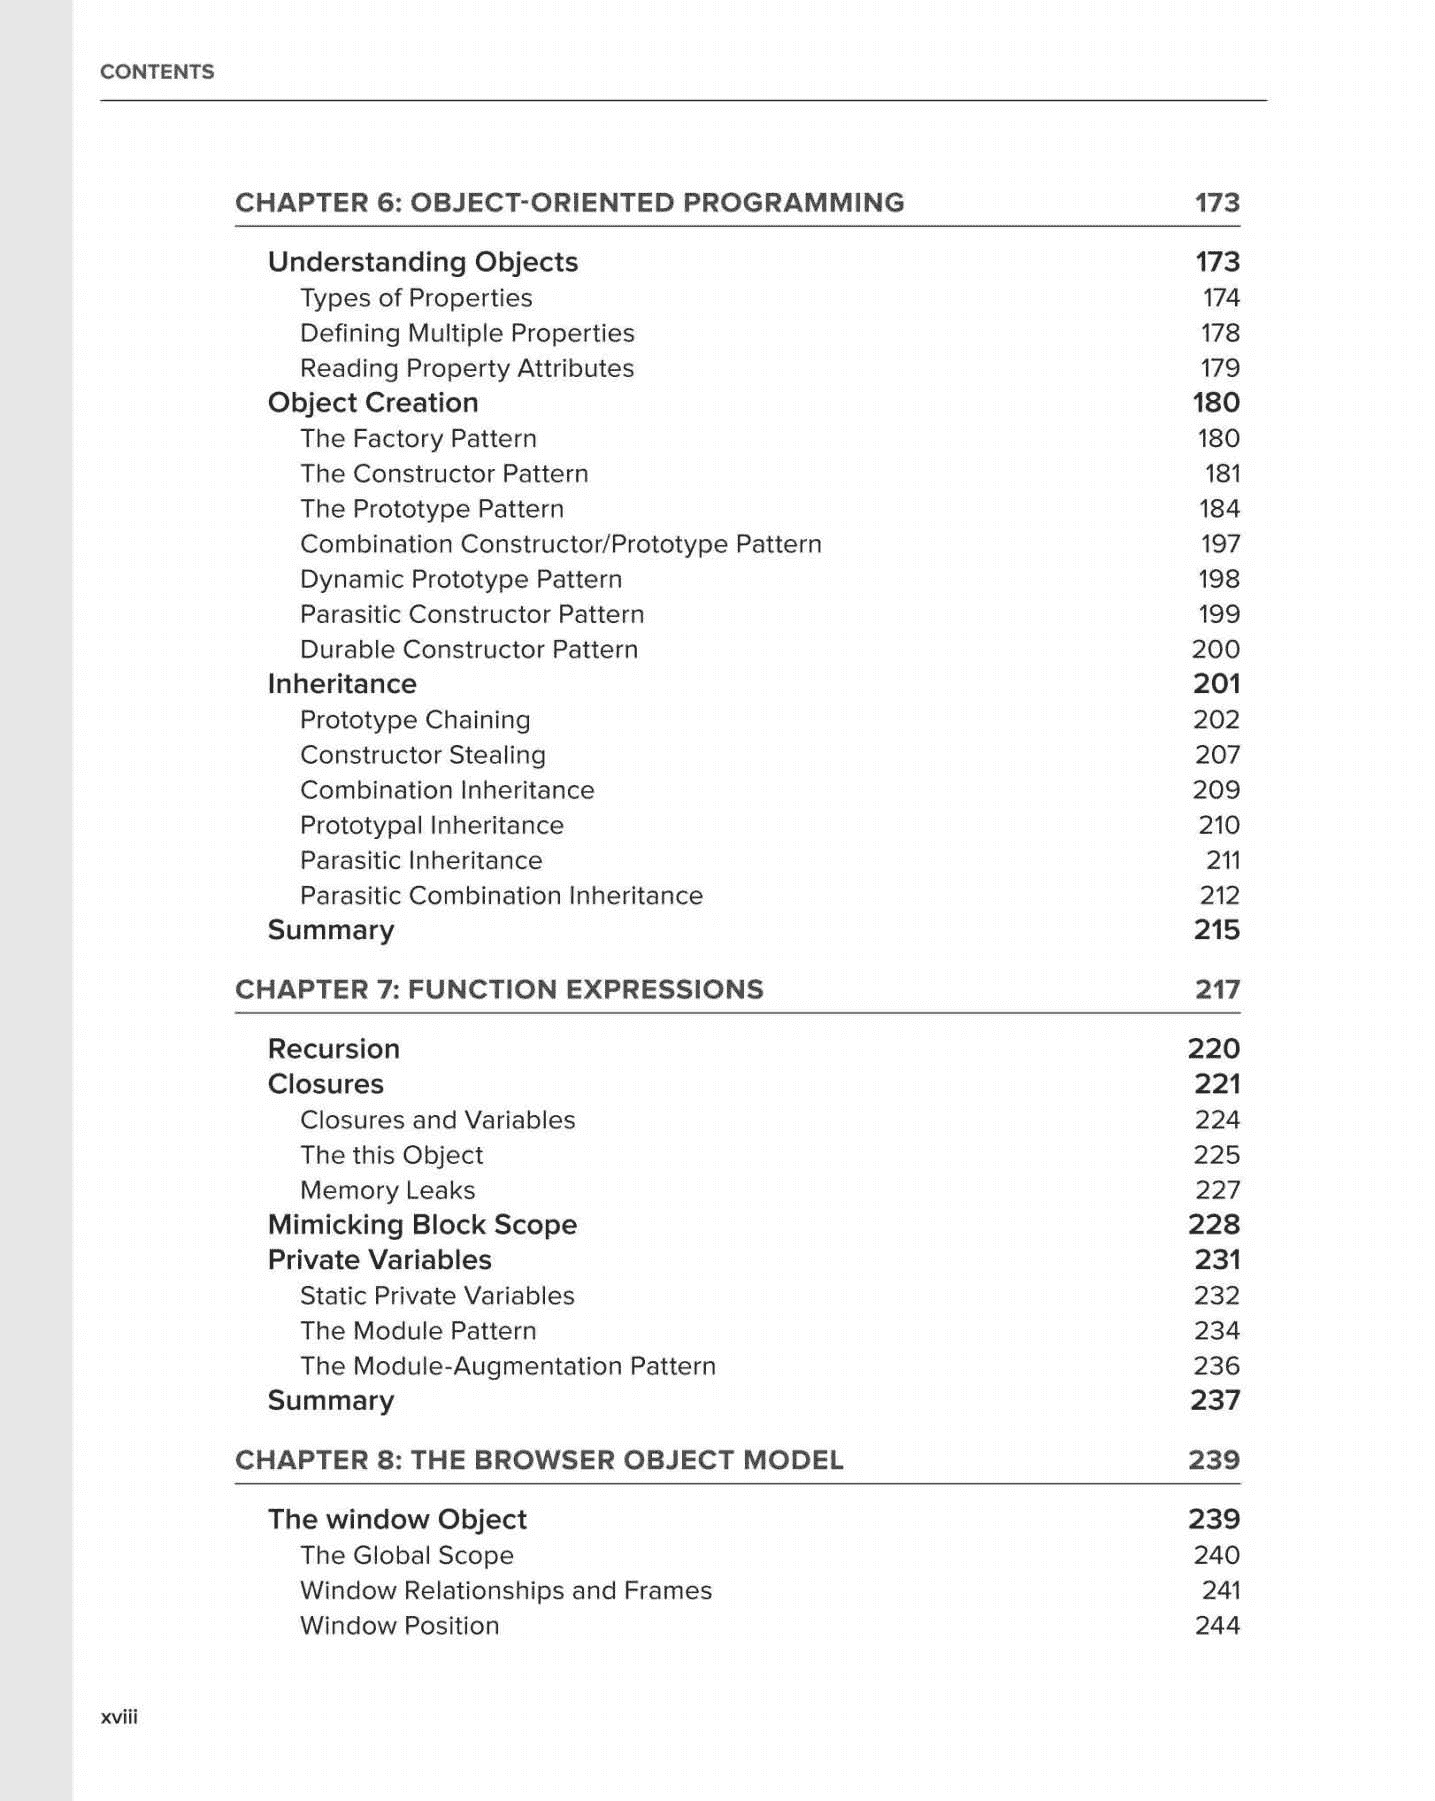 CONTENTS
CHAPTER 6: OBJECT-ORIENTED PROGRAMMING 173
Understanding Objects 173
Types of Properties 174
Defining Multiple Properties 178
Reading Property Attributes 179
Object Creation 180
The Factory Pattern 180
The Constructor Pattern 181
The Prototype Pattern 184
Combination Constructor/Prototype Pattern 197
Dynamic Prototype Pattern 198
Parasitic Constructor Pattern 199
Durable Constructor Pattern 200
Inheritance 201
Prototype Chaining 202
Constructor Stealing 207
Combination Inheritance 209
Prototypal Inheritance 210
Parasitic Inheritance 211
Parasitic Combination Inheritance 212
Summary 215
CHAPTER 7: FUNCTION EXPRESSIONS 217
Recursion 220
Closures 221
Closures and Variables 224
The this Object 225
Memory Leaks 227
Mimicking Block Scope 228
Private Variables 231
Static Private Variables 232
The Module Pattern 234
The Module-Augmentation Pattern 236
Summary 237
CHAPTER 8: THE BROWSER OBJECT MODEL 239
The window Object 239
The Global Scope 240
Window Relationships and Frames 241
Window Position 244
xviii